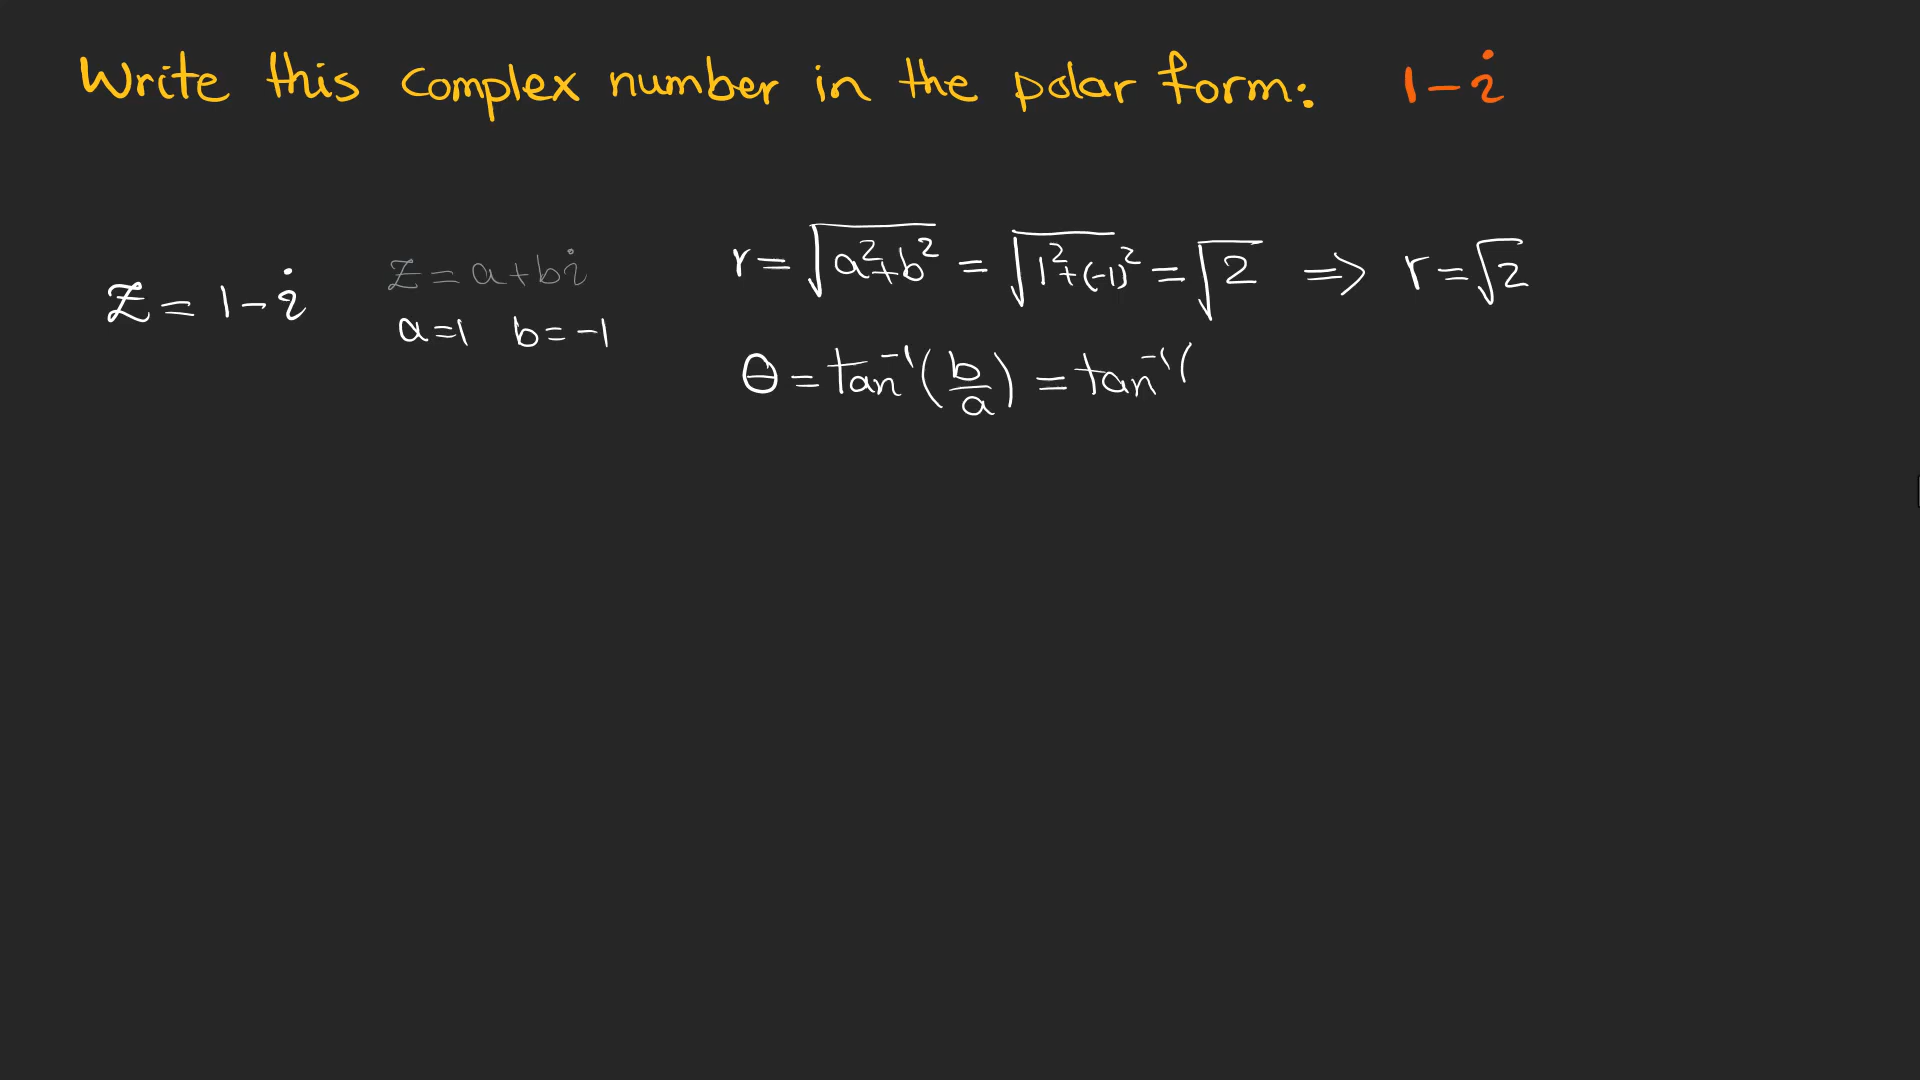 Write this complex number in the polar form: 1-i
z = 1-i
z = a+bi
a=1 b=-1
r = √(a²+b²) = √(1²+(-1)²) = √2 => r=√2
θ = tan⁻¹(b/a) = tan⁻¹(